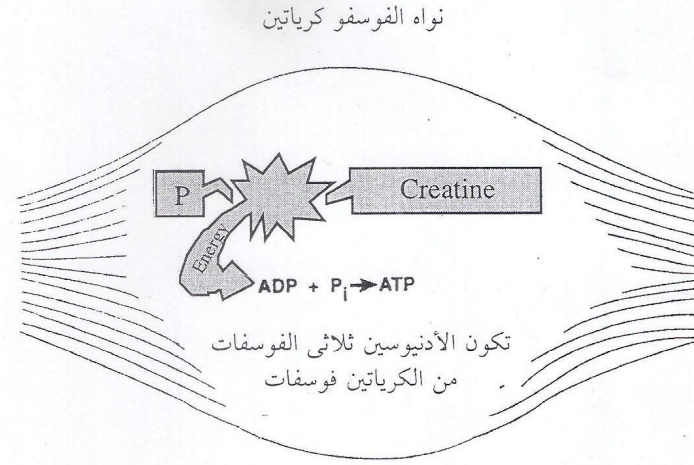 نواه الفوسفو كرياتين
P
Creatine
Energy
ADP + Pi→ATP
تكون الأدنيوسين ثلاثى الفوسفات
من الكرياتين فوسفات